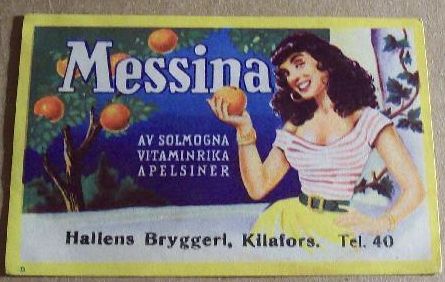 Messina
AV SOLMOGNA
VITAMINRIKA
APELSINER
Hallens Bryggeri, Kilafors. Tel. 40